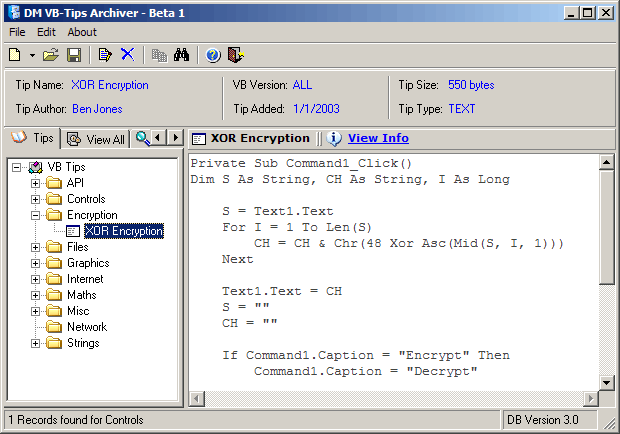 DM VB-Tips Archiver - Beta 1
File Edit About
Tip Name: XOR Encryption VB Version: ALL Tip Size: 550 bytes
Tip Author: Ben Jones Tip Added: 1/1/2003 Tip Type: TEXT
Tips View All
XOR Encryption View Info
VB Tips
API
Controls
Encryption
XOR Encryption
Files
Graphics
Internet
Maths
Misc
Network
Strings
Private Sub Command1_Click()
Dim S As String, CH As String, I As Long
S = Text1.Text
For I = 1 To Len(S)
CH = CH & Chr(48 Xor Asc(Mid(S, I, 1)))
Next
Text1.Text = CH
S = ""
CH = ""
If Command1.Caption = "Encrypt" Then
Command1.Caption = "Decrypt"
1 Records found for Controls DB Version 3.0